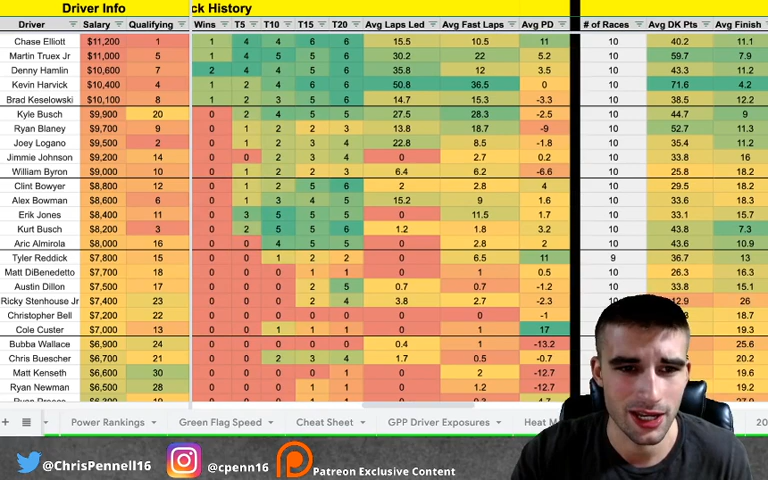 Driver Info ck History
Driver Salary Qualifying Wins T5 T10 T15 T20 Avg Laps Led Avg Fast Laps Avg PD # of Races Avg DK Pts Avg Finish
Chase Elliott $11,200 1 1 4 4 6 6 15.5 10.5 11 10 40.2 11.1
Martin Truex Jr $11,000 5 1 4 5 5 6 30.2 22 5.2 10 59.7 7.9
Denny Hamlin $10,600 7 2 4 4 6 6 35.8 12 3.5 10 43.3 11.2
Kevin Harvick $10,400 4 1 2 4 6 6 50.8 36.5 0 10 71.6 4.2
Brad Keselowski $10,100 8 1 2 3 5 6 14.7 15.3 -3.3 10 38.5 12.2
Kyle Busch $9,900 20 0 2 4 5 5 27.5 28.3 -2.5 10 44.7 9
Ryan Blaney $9,700 9 0 1 2 2 3 13.8 18.7 -9 10 52.7 11.3
Joey Logano $9,500 2 0 1 2 3 4 22.8 8.5 -1.8 10 35.4 11.2
Jimmie Johnson $9,200 14 0 0 2 3 4 0 2.7 0.2 10 33.8 16
William Byron $9,000 10 0 1 2 2 3 6.4 6.2 -6.6 10 25.8 18.2
Clint Bowyer $8,800 12 0 1 2 5 6 2 2.8 4 10 29.5 18.2
Alex Bowman $8,600 6 0 1 3 4 5 15.2 9 1.6 10 33.6 18.3
Erik Jones $8,400 11 0 3 5 5 5 0 11.5 1.7 10 33.1 15.7
Kurt Busch $8,200 3 0 2 5 5 6 1.2 1.8 3.2 10 43.8 7.3
Aric Almirola $8,000 16 0 0 4 5 5 0 2.8 2 10 43.6 10.9
Tyler Reddick $7,800 15 0 0 1 2 2 0 6.5 11 9 36.7 13
Matt DiBenedetto $7,700 18 0 0 0 1 1 0 1 0.5 10 26.3 16.3
Austin Dillon $7,500 17 0 0 0 2 5 0.7 0.7 -1.2 10 33.8 15.1
Ricky Stenhouse Jr $7,400 23 0 0 2 4 3.8 2.7 -2.3 10 12.9 26
Christopher Bell $7,200 22 0 0 0 0 0 0 0 -1 18.7
Cole Custer $7,000 13 0 0 1 1 1 0 1 17 19.3
Bubba Wallace $6,900 24 0 0 0 0 0 0.4 1 -13.2 25.6
Chris Buescher $6,700 21 0 0 2 3 4 1.7 0.5 -0.7 20.2
Matt Kenseth $6,600 30 0 0 0 0 1 0 2 -12.7 19.6
Ryan Newman $6,500 28 0 0 0 1 1 0 1.2 -12.7 19.2
Power Rankings Green Flag Speed Cheat Sheet GPP Driver Exposures Heat
@ChrisPennell16 @cpenn16 Patreon Exclusive Content